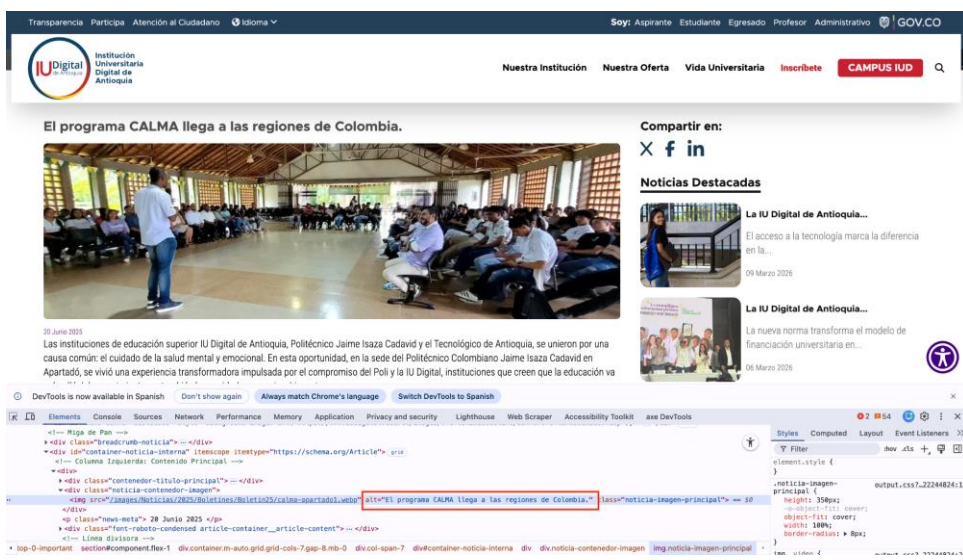 Transparencia Participa Atención al Ciudadano Idioma
Soy: Aspirante Estudiante Egresado Profesor Administrativo GOV.CO
IU Digital de Antioquia
Institución
Universitaria
Digital de
Antioquia
Nuestra Institución Nuestra Oferta Vida Universitaria Inscríbete CAMPUS IUD
El programa CALMA llega a las regiones de Colombia.
20 Junio 2025
Las instituciones de educación superior IU Digital de Antioquia, Politécnico Jaime Isaza Cadavid y el Tecnológico de Antioquia, se unieron por una
causa común: el cuidado de la salud mental y emocional. En esta oportunidad, en la sede del Politécnico Colombiano Jaime Isaza Cadavid en
Apartadó, se vivió una experiencia transformadora impulsada por el compromiso del Poli y la IU Digital, instituciones que creen que la educación va
Compartir en:
X f in
Noticias Destacadas
La IU Digital de Antioquia...
El acceso a la tecnología marca la diferencia
en la...
09 Marzo 2026
La IU Digital de Antioquia...
La nueva norma transforma el modelo de
financiación universitaria en...
06 Marzo 2026
DevTools is now available in Spanish Don't show again Always match Chrome's language Switch DevTools to Spanish
Elements Console Sources Network Performance Memory Application Privacy and security Lighthouse Web Scraper Accessibility Toolkit axe DevTools 2 54
<!-- Miga de Pan -->
<div class="breadcrumb-noticia">...</div>
<div id="container-noticia-interna" itemscope itemtype="https://schema.org/Article"> grid
<!-- Columna Izquierda: Contenido Principal -->
<div>
<div class="contenedor-titulo-principal">...</div>
<div class="noticia-contenedor-imagen">
<img src="/images/Noticias/2025/Boletines/Boletin25/calma-apartado1.webp" alt="El programa CALMA llega a las regiones de Colombia." class="noticia-imagen-principal"> == $0
</div>
<p class="news-meta"> 20 Junio 2025 </p>
<div class="font-roboto-condensed article-container__article-content">...</div>
<!-- Línea divisora -->
top-0-important section#component.flex-1 div.container.m-auto.grid.grid-cols-7.gap-8.mb-0 div.col-span-7 div#container-noticia-interna div div.noticia-contenedor-imagen img.noticia-imagen-principal
Styles Computed Layout Event Listeners
Filter :hov .cls
element.style {
}
.noticia-imagen-principal {
height: 350px;
-o-object-fit: cover;
object-fit: cover;
width: 100%;
border-radius: 8px;
}
img, video {